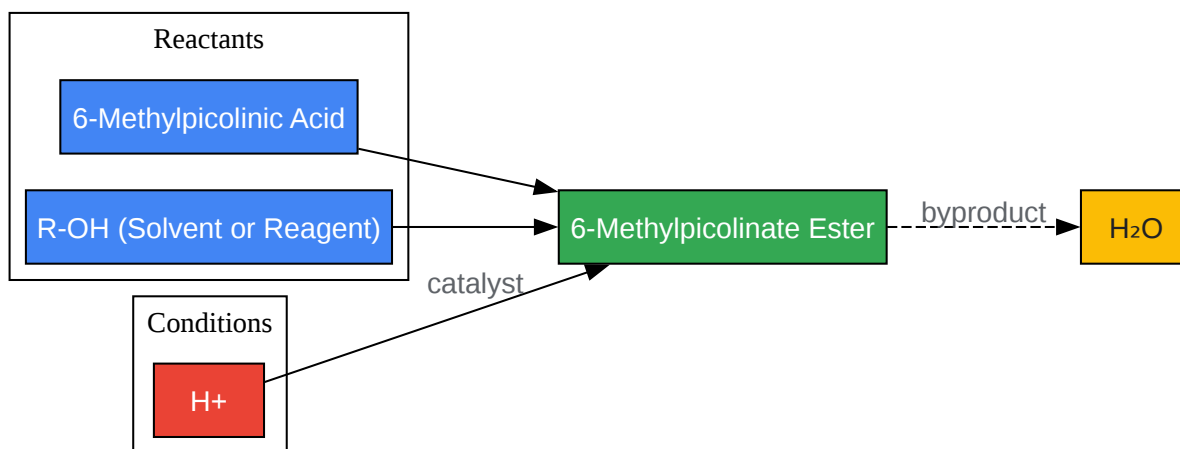 Reactants
6-Methylpicolinic Acid
R-OH (Solvent or Reagent)
6-Methylpicolinate Ester
byproduct
H₂O
catalyst
Conditions
H+